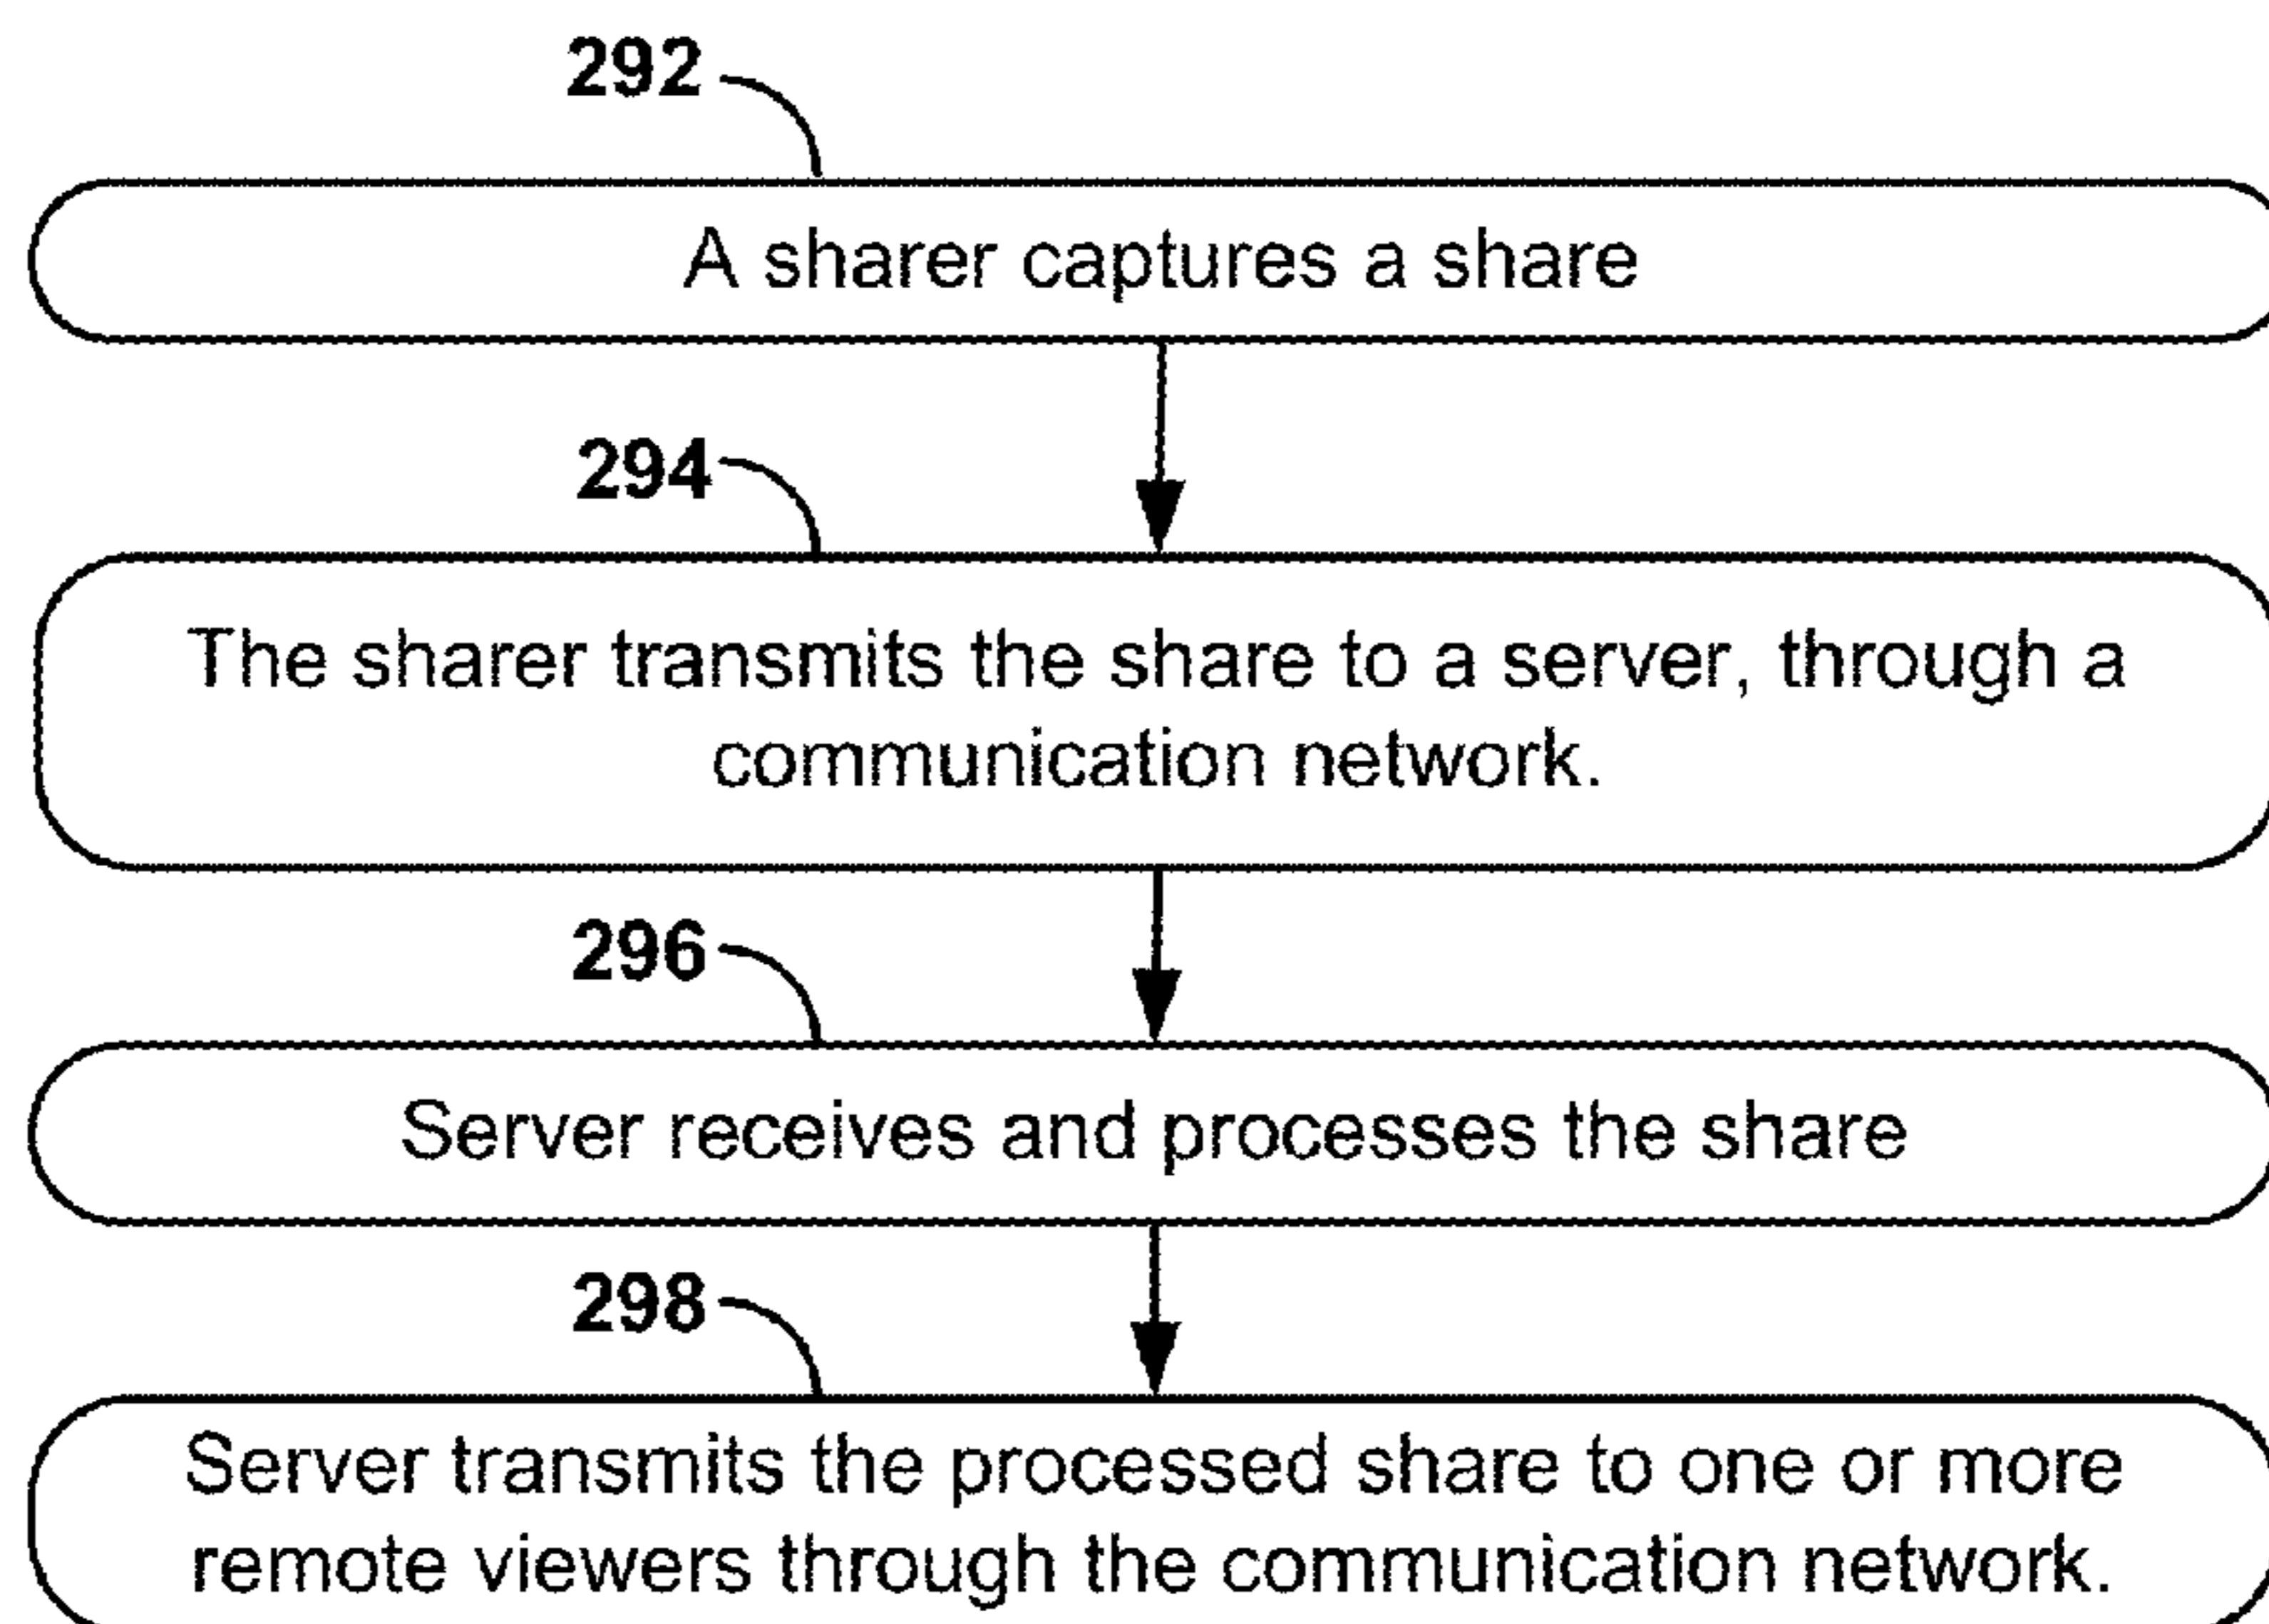 292
A sharer captures a share
294
The sharer transmits the share to a server, through a
communication network.
296
Server receives and processes the share
298
Server transmits the processed share to one or more
remote viewers through the communication network.